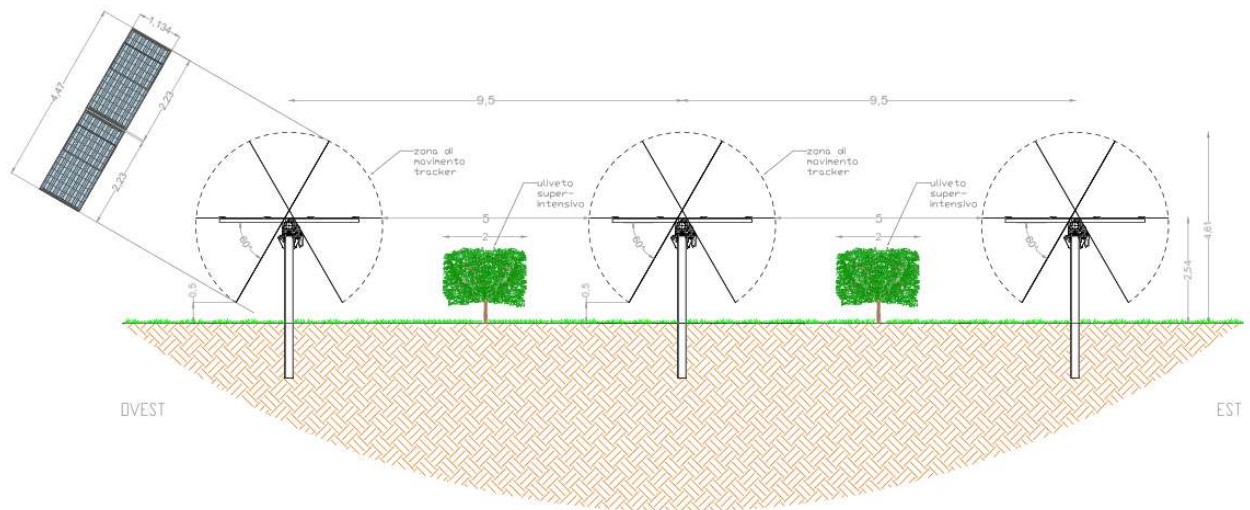 1,134
4,47
2,23
2,23
9,5
9,5
zona di
movimento
tracker
zona di
movimento
tracker
uliveto
super-
intensivo
uliveto
super-
intensivo
5
5
2
2
60°
60°
60°
0,5
0,5
2,54
4,61
OVEST
EST